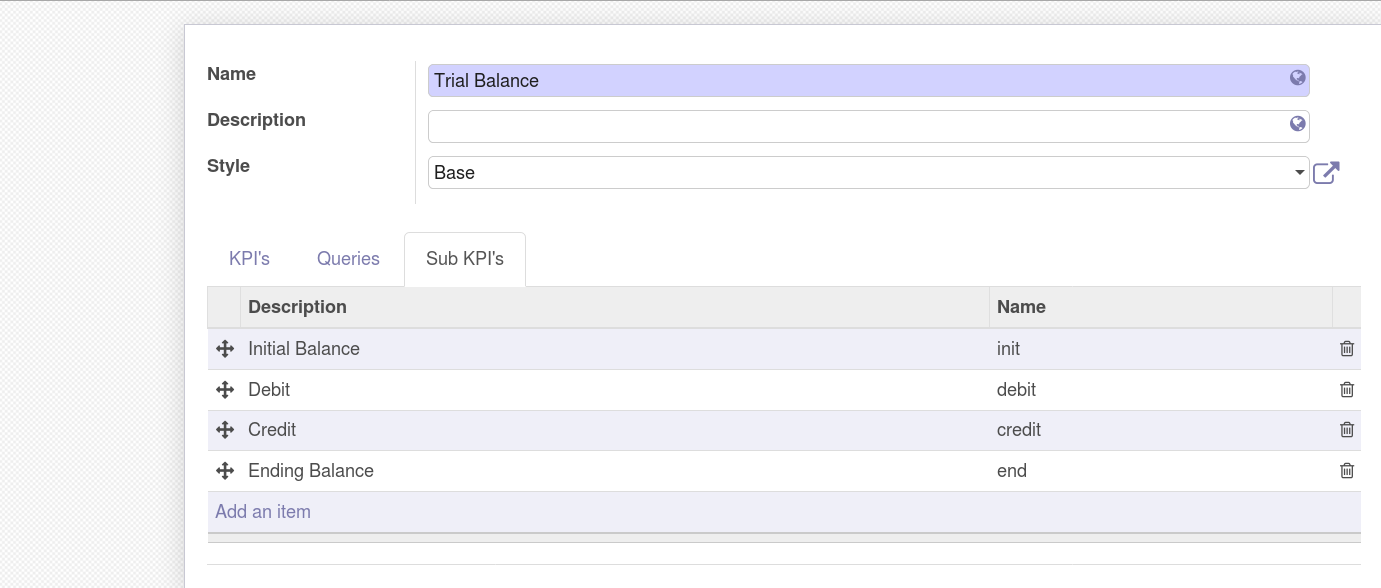 Name
Trial Balance
Description
Style
Base
KPI's Queries Sub KPI's
Description Name
Initial Balance init
Debit debit
Credit credit
Ending Balance end
Add an item